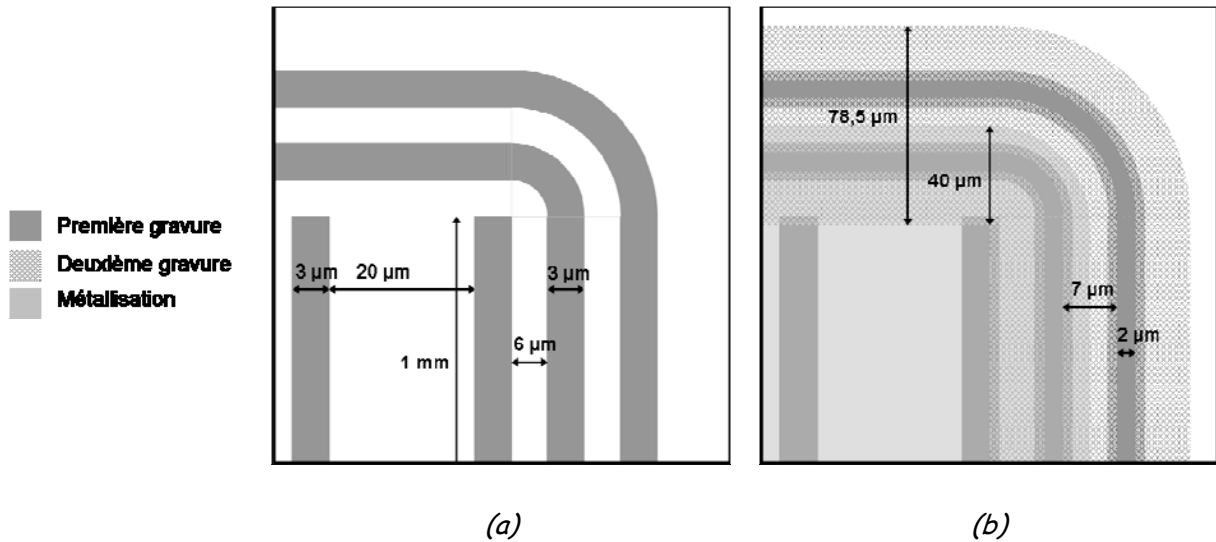 Première gravure
Deuxième gravure
Métallisation
3 µm
20 µm
3 µm
6 µm
1 mm
78,5 µm
40 µm
7 µm
2 µm
(a)
(b)